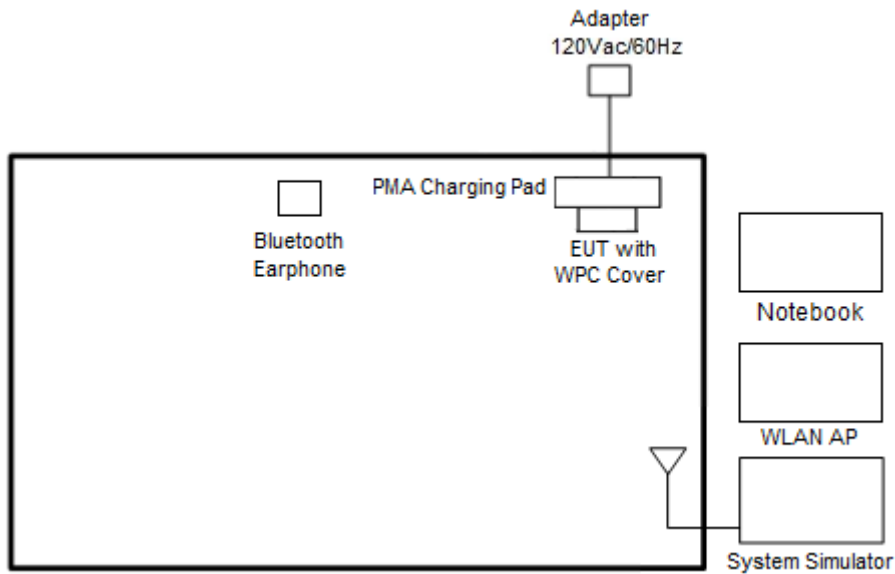 Adapter
120Vac/60Hz
PMA Charging Pad
Bluetooth
Earphone
EUT with
WPC Cover
Notebook
WLAN AP
System Simulator